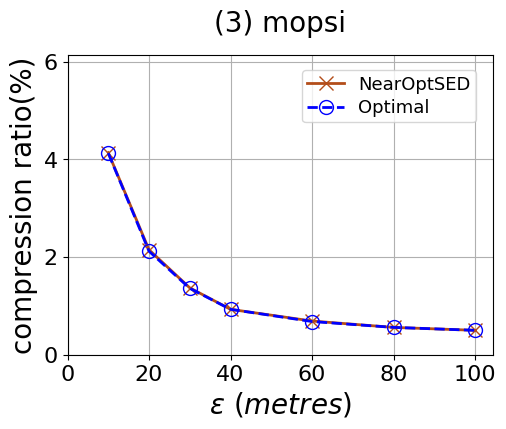 (3) mopsi
compression ratio(%)
6
4
2
0
NearOptSED
Optimal
0 20 40 60 80 100
ε (metres)